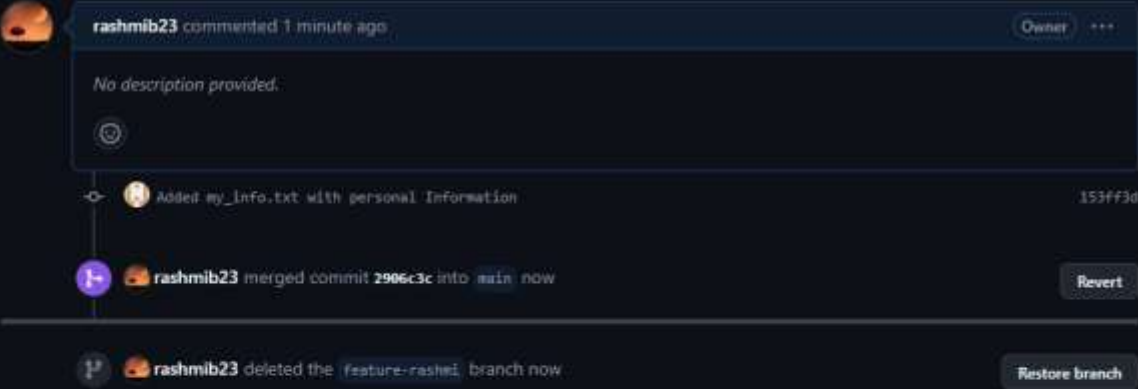 rashmib23 commented 1 minute ago Owner ...
No description provided.
Added my_info.txt with personal Information 153ff3d
rashmib23 merged commit 2906c3c into main now Revert
rashmib23 deleted the feature-rashmi branch now Restore branch